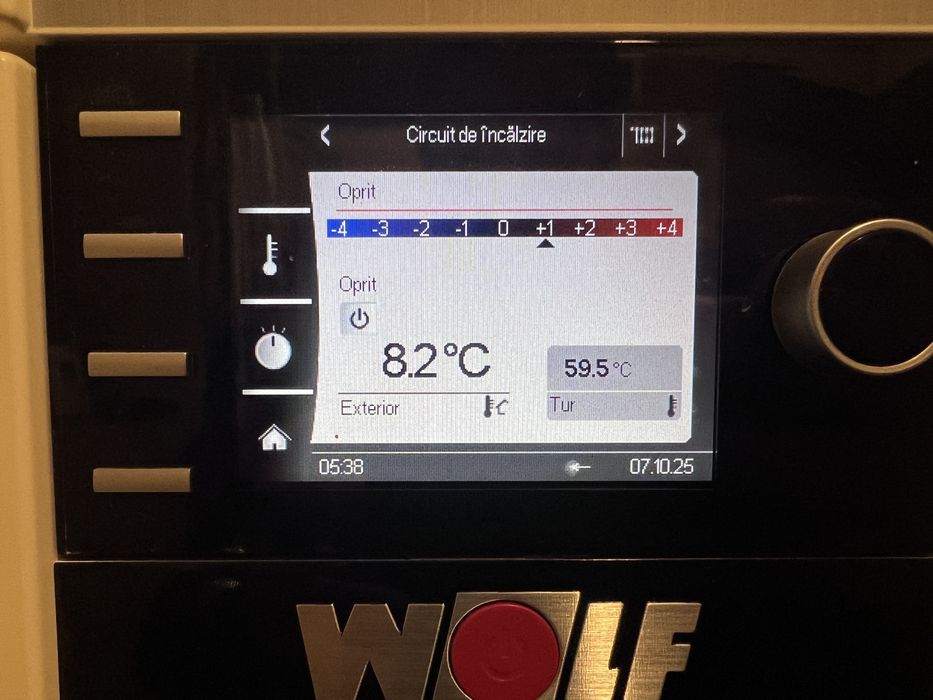 Circuit de încălzire
Oprit
-4 -3 -2 -1 0 +1 +2 +3 +4
Oprit
8.2°C
59.5°C
Exterior
Tur
05:38
07.10.25
WOLF